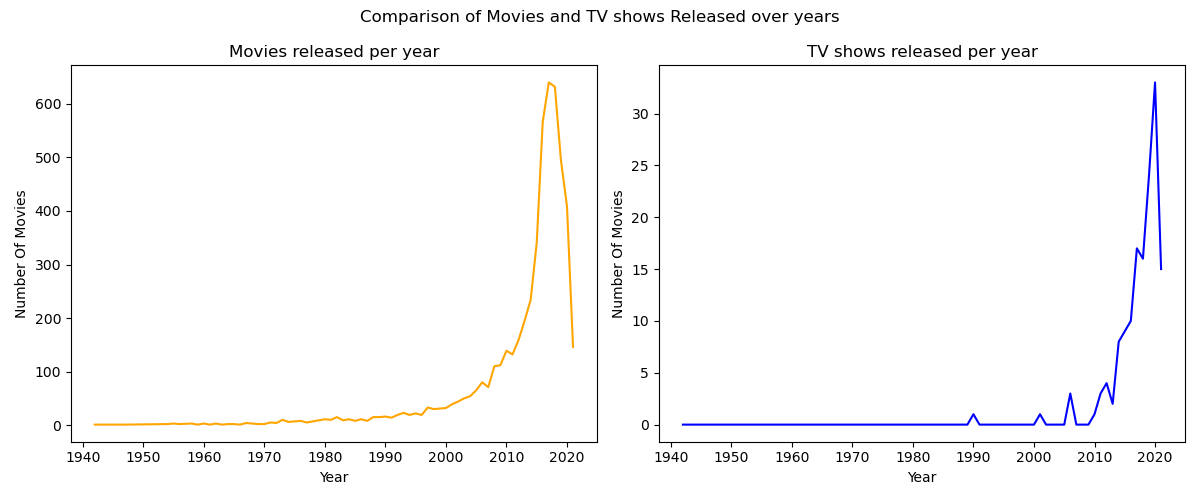 Comparison of Movies and TV shows Released over years
Movies released per year
Number Of Movies
600
500
400
300
200
100
0
1940 1950 1960 1970 1980 1990 2000 2010 2020
Year
TV shows released per year
Number Of Movies
30
25
20
15
10
5
0
1940 1950 1960 1970 1980 1990 2000 2010 2020
Year